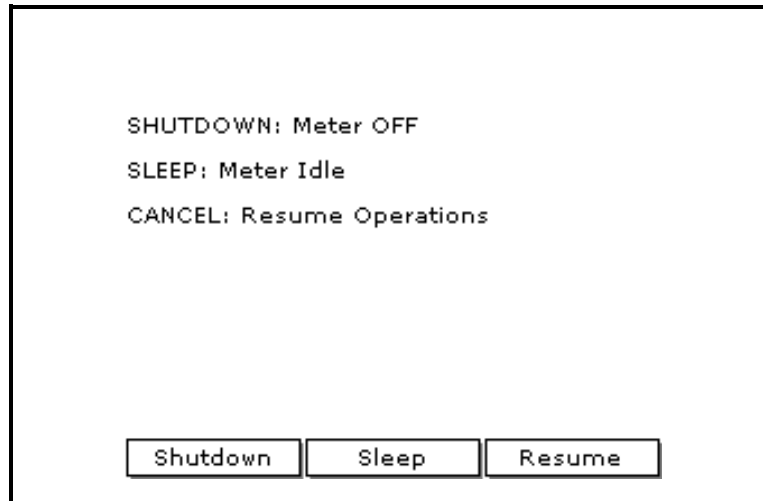 SHUTDOWN: Meter OFF
SLEEP: Meter Idle
CANCEL: Resume Operations
Shutdown Sleep Resume